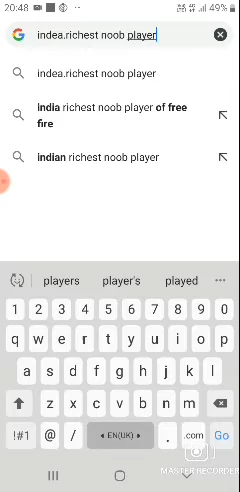 20:48
49%
indea.richest noob player
indea.richest noob player
india richest noob player of free
fire
indian richest noob player
players player's played
1 2 3 4 5 6 7 8 9 0
q w e r t y u i o p
a s d f g h j k l
z x c v b n m
!#1 @ / EN(UK) . .com Go
MASTER RECORDER